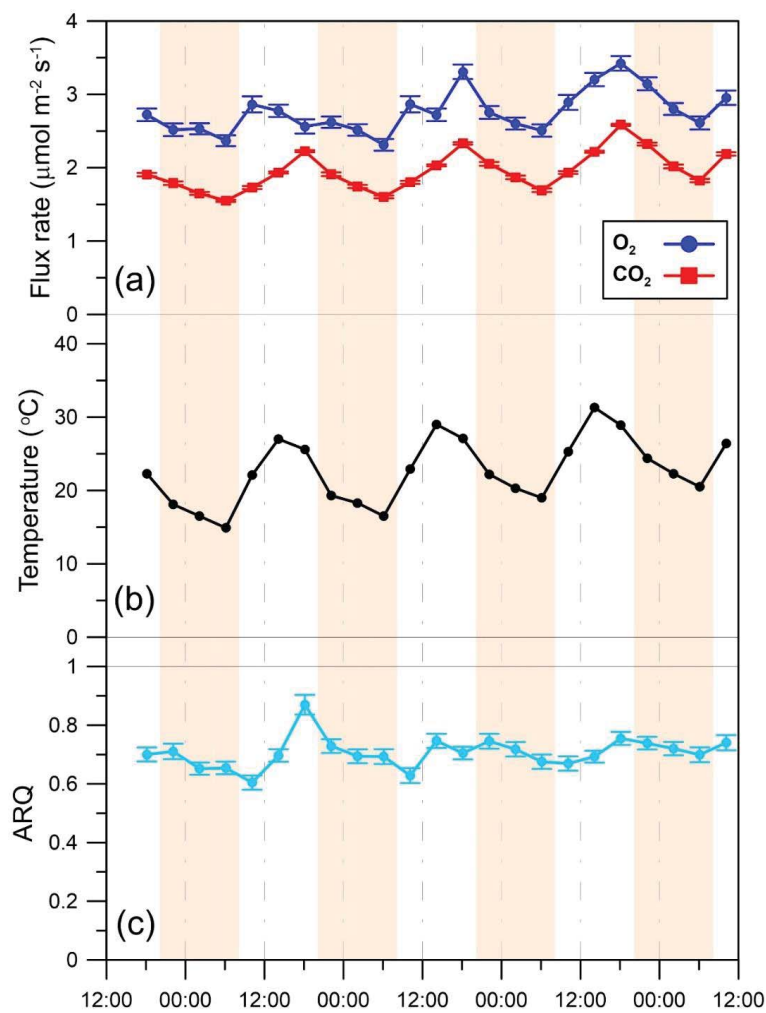 4
3
2
1
0
Flux rate (μmol m⁻² s⁻¹)
(a)
O₂
CO₂
40
30
20
10
0
Temperature (°C)
(b)
1
0.8
0.6
0.4
0.2
0
ARQ
(c)
12:00 00:00 12:00 00:00 12:00 00:00 12:00 00:00 12:00